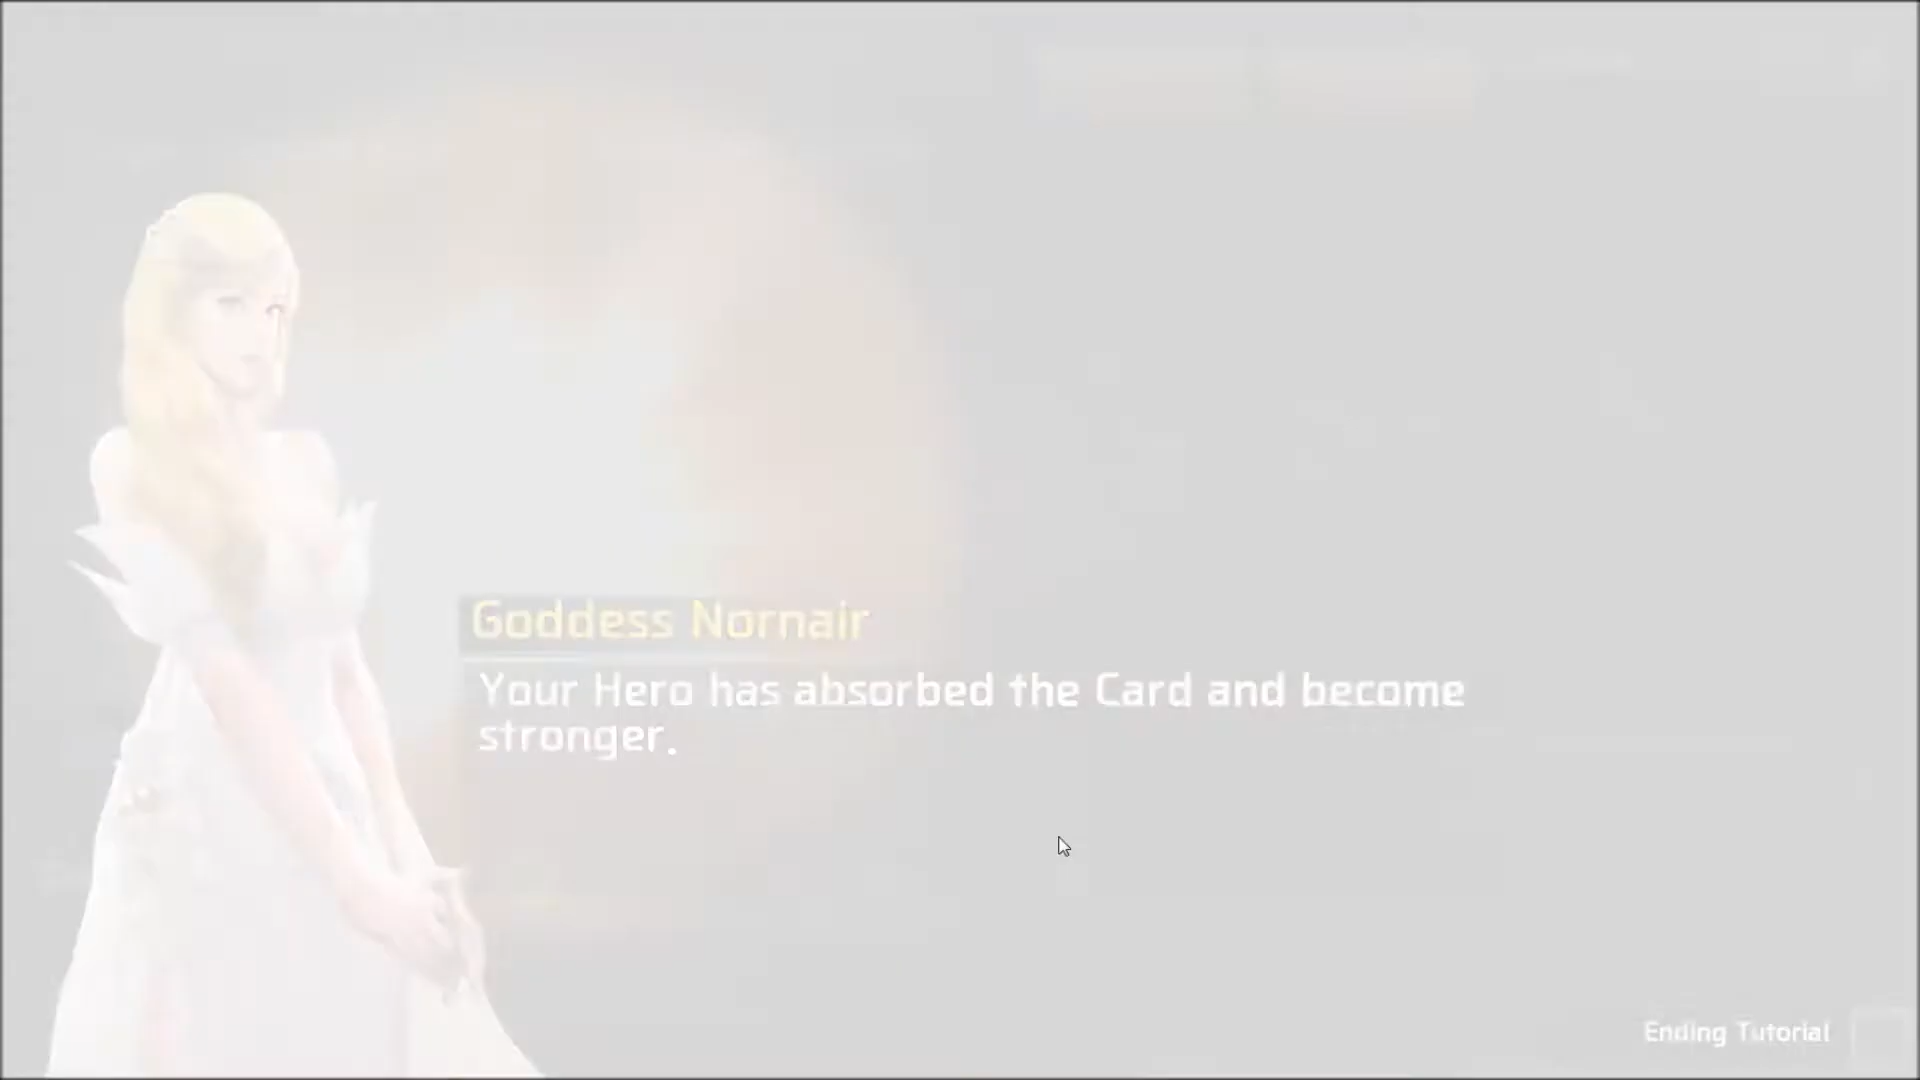 Goddess Nornair
Your Hero has absorbed the Card and become
stronger.
Ending Tutorial